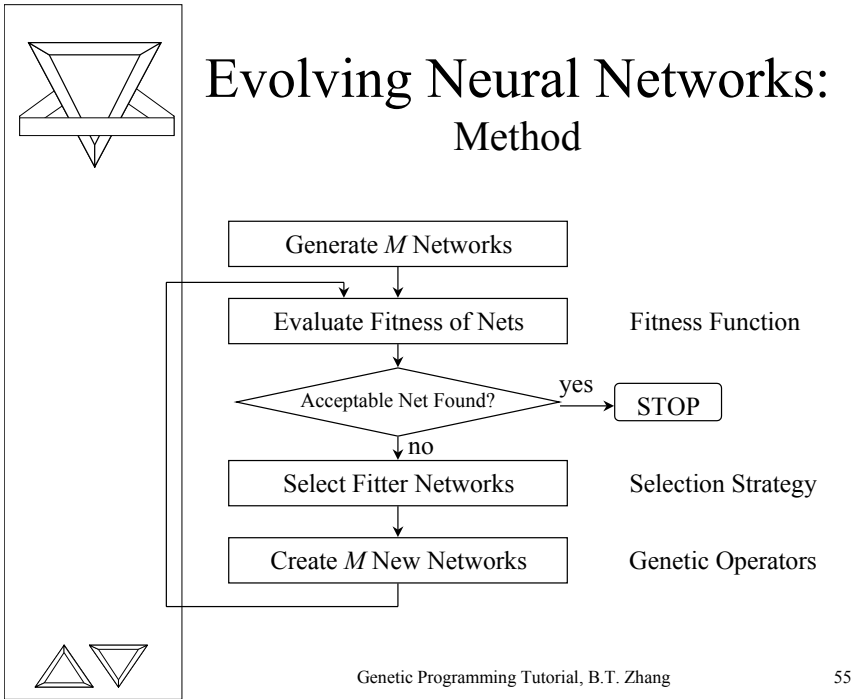 Evolving Neural Networks:
Method
Generate M Networks
Evaluate Fitness of Nets
Fitness Function
Acceptable Net Found?
yes
STOP
no
Select Fitter Networks
Selection Strategy
Create M New Networks
Genetic Operators
Genetic Programming Tutorial, B.T. Zhang
55